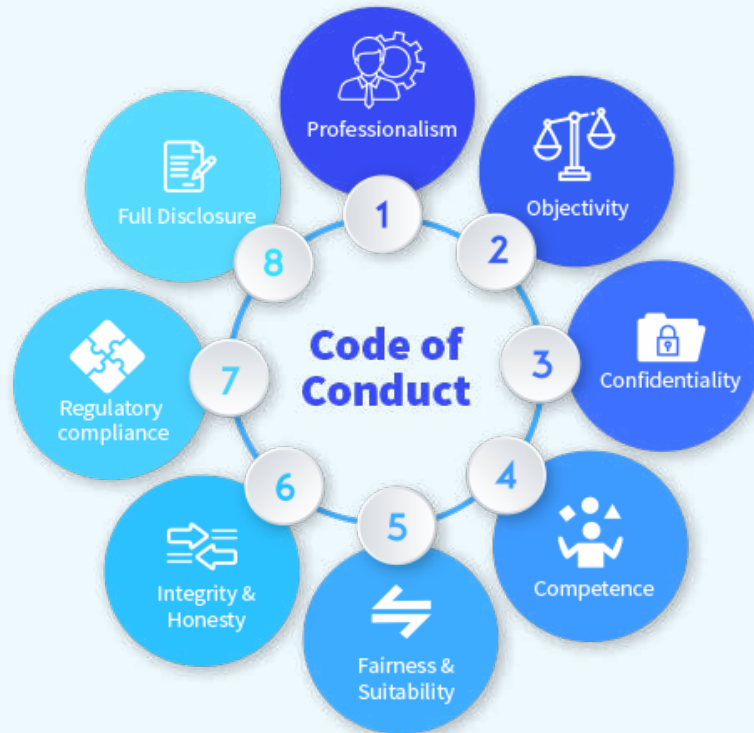 Code of
Conduct
1
Professionalism
2
Objectivity
3
Confidentiality
4
Competence
5
Fairness &
Suitability
6
Integrity &
Honesty
7
Regulatory
compliance
8
Full Disclosure